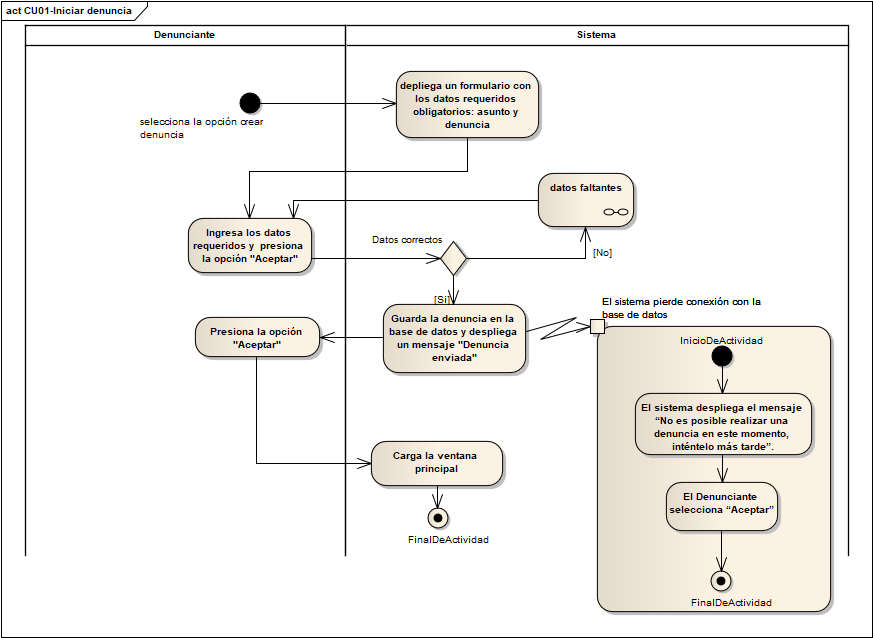 act CU01-Iniciar denuncia
Denunciante
Sistema
selecciona la opción crear
denuncia
depliega un formulario con
los datos requeridos
obligatorios: asunto y
denuncia
datos faltantes
Ingresa los datos
requeridos y presiona
la opción "Aceptar"
Datos correctos
[No]
[Si]
Guarda la denuncia en la
base de datos y despliega
un mensaje "Denuncia
enviada"
Presiona la opción
"Aceptar"
El sistema pierde conexión con la
base de datos
InicioDeActividad
El sistema despliega el mensaje
“No es posible realizar una
denuncia en este momento,
inténtelo más tarde”.
El Denunciante
selecciona “Aceptar”
FinalDeActividad
Carga la ventana
principal
FinalDeActividad